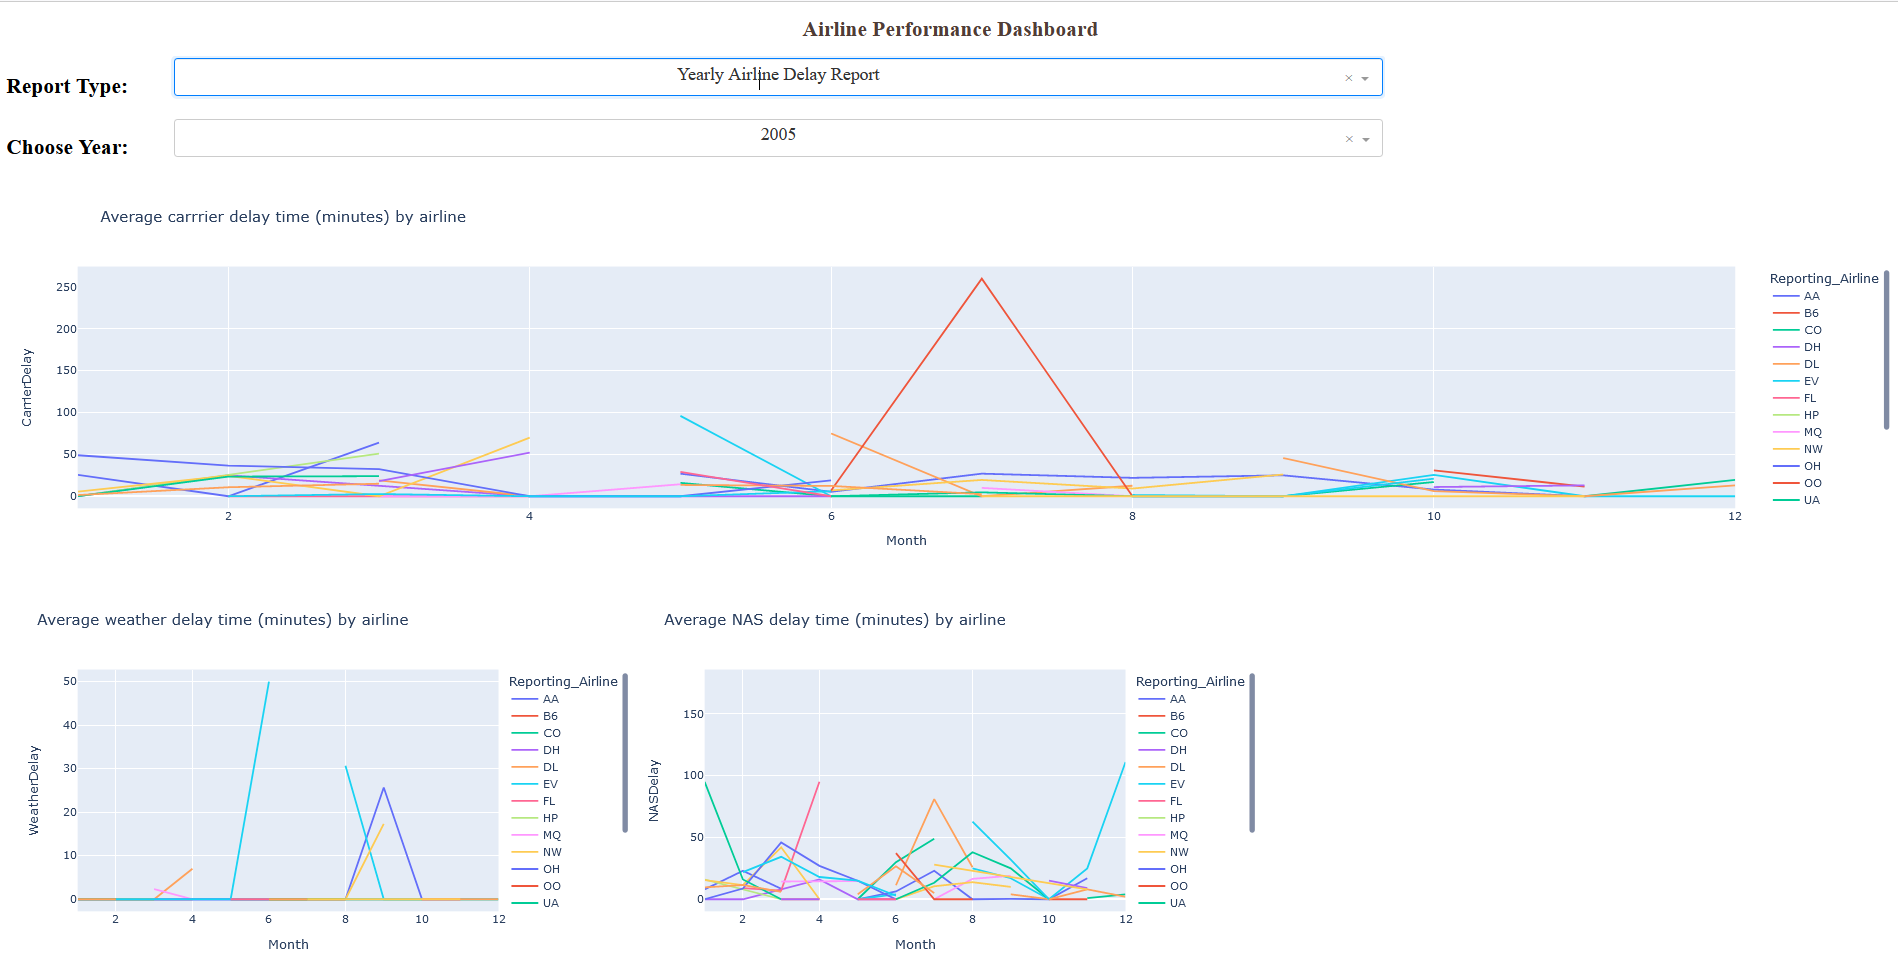 Airline Performance Dashboard
Report Type:
Yearly Airline Delay Report
×
Choose Year:
2005
×
Average carrrier delay time (minutes) by airline
250
200
150
100
50
0
CarrierDelay
2 4 6 8 10 12
Month
Reporting_Airline
AA
B6
CO
DH
DL
EV
FL
HP
MQ
NW
OH
OO
UA
Average weather delay time (minutes) by airline
50
40
30
20
10
0
WeatherDelay
2 4 6 8 10 12
Month
Reporting_Airline
AA
B6
CO
DH
DL
EV
FL
HP
MQ
NW
OH
OO
UA
Average NAS delay time (minutes) by airline
150
100
50
0
NASDelay
2 4 6 8 10 12
Month
Reporting_Airline
AA
B6
CO
DH
DL
EV
FL
HP
MQ
NW
OH
OO
UA